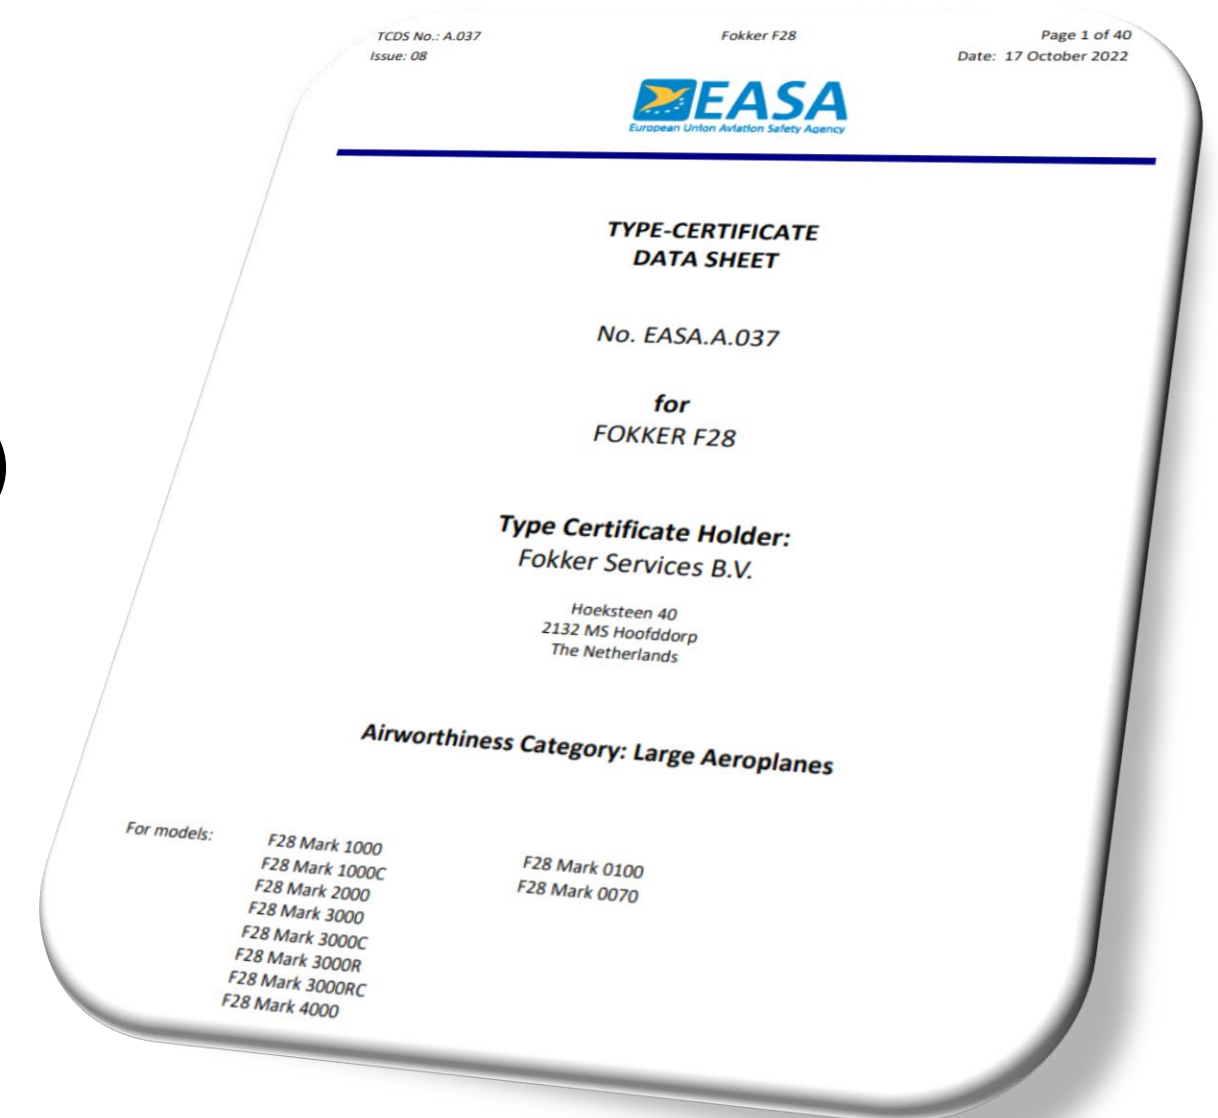 TCDS No.: A.037 Fokker F28 Page 1 of 40
Issue: 08 Date: 17 October 2022
EASA
European Union Aviation Safety Agency
TYPE-CERTIFICATE
DATA SHEET
No. EASA.A.037
for
FOKKER F28
Type Certificate Holder:
Fokker Services B.V.
Hoeksteen 40
2132 MS Hoofddorp
The Netherlands
Airworthiness Category: Large Aeroplanes
For models: F28 Mark 1000 F28 Mark 0100
F28 Mark 1000C F28 Mark 0070
F28 Mark 2000
F28 Mark 3000
F28 Mark 3000C
F28 Mark 3000R
F28 Mark 3000RC
F28 Mark 4000